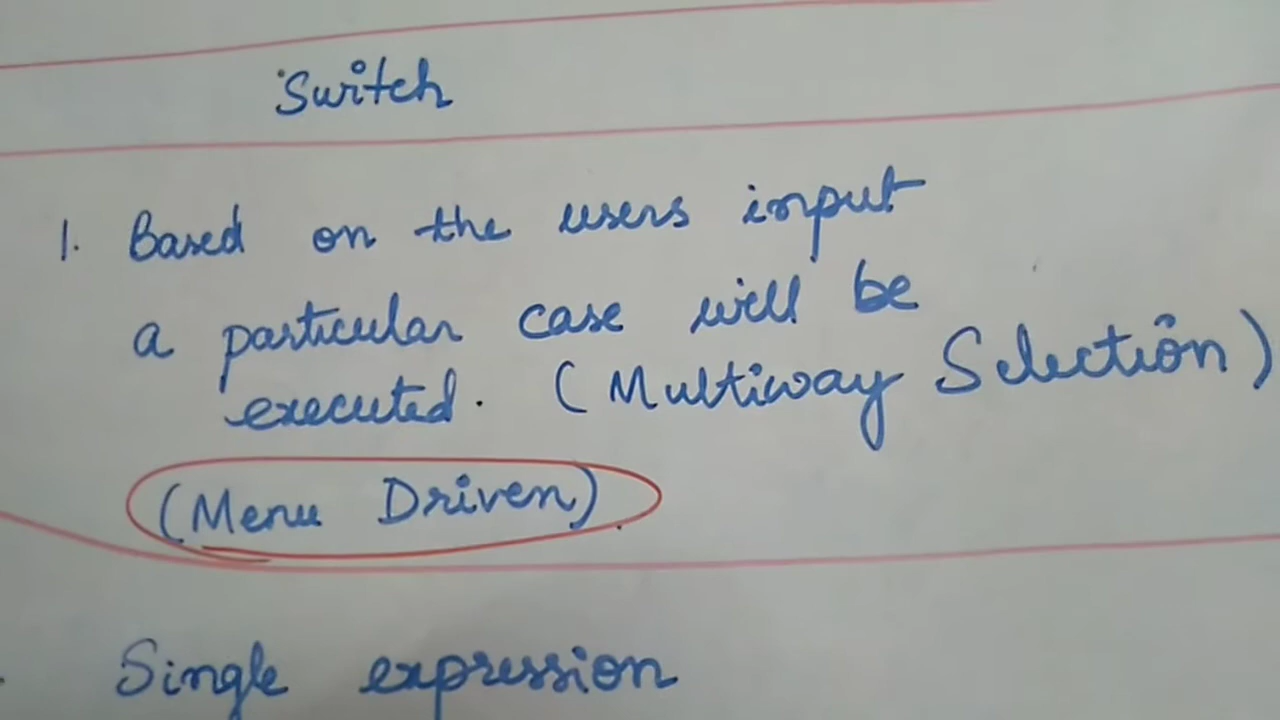 Switch
1. Based on the users input
a particular case will be
executed. (Multiway Selection)
(Menu Driven).
Single expression